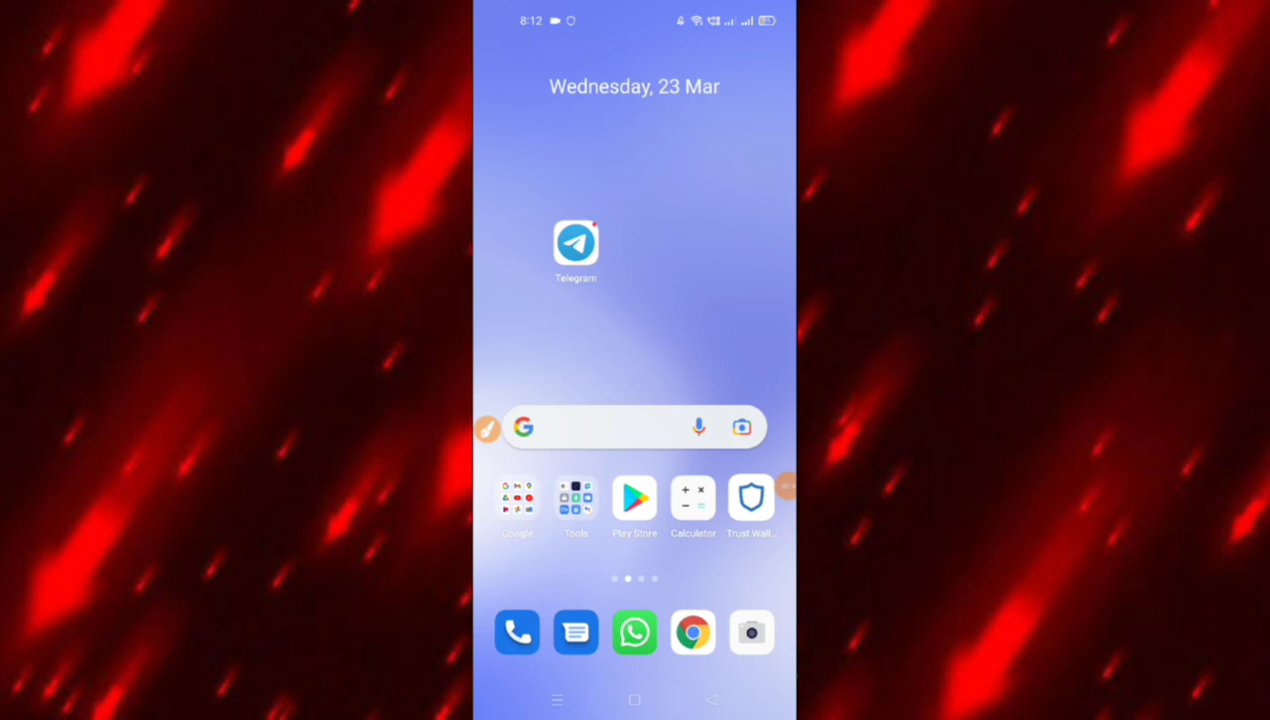 8:12
Wednesday, 23 Mar
Telegram
Google
Tools
Play Store
Calculator
Trust Wall...